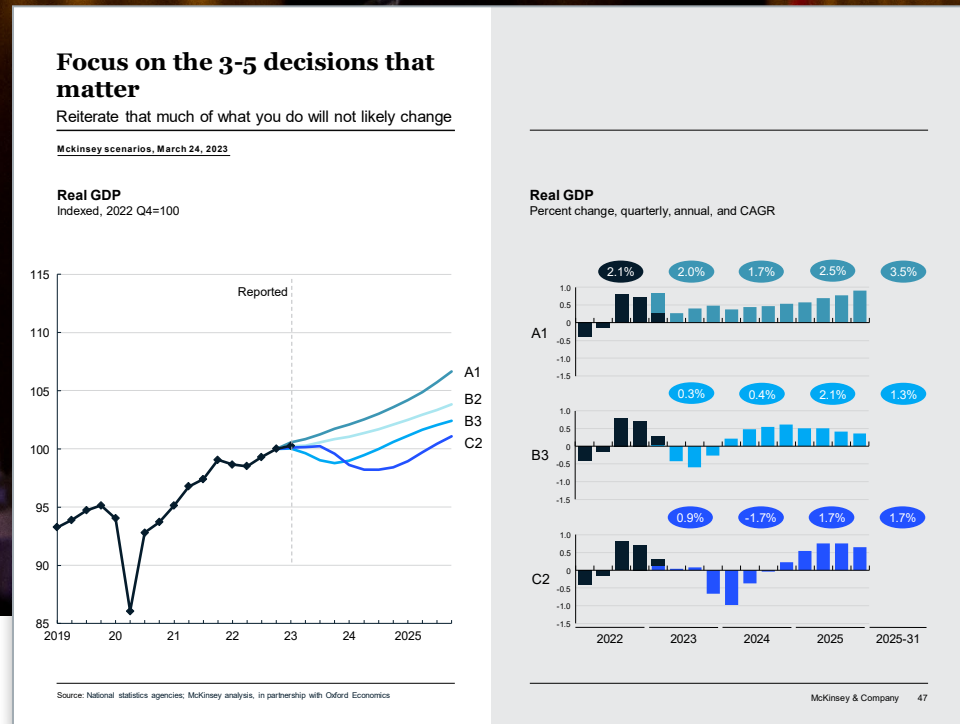 Focus on the 3-5 decisions that
matter
Reiterate that much of what you do will not likely change
Mckinsey scenarios, March 24, 2023
Real GDP
Indexed, 2022 Q4=100
115
110
105
100
95
90
85
Reported
A1
B2
B3
C2
2019
20
21
22
23
24
2025
Source: National statistics agencies; McKinsey analysis, in partnership with Oxford Economics
Real GDP
Percent change, quarterly, annual, and CAGR
2.1%
2.0%
1.7%
2.5%
3.5%
A1
1.0
0.5
0
-0.5
-1.0
-1.5
0.3%
0.4%
2.1%
1.3%
B3
1.0
0.5
0
-0.5
-1.0
-1.5
0.9%
-1.7%
1.7%
1.7%
C2
1.0
0.5
0
-0.5
-1.0
-1.5
2022
2023
2024
2025
2025-31
McKinsey & Company 47